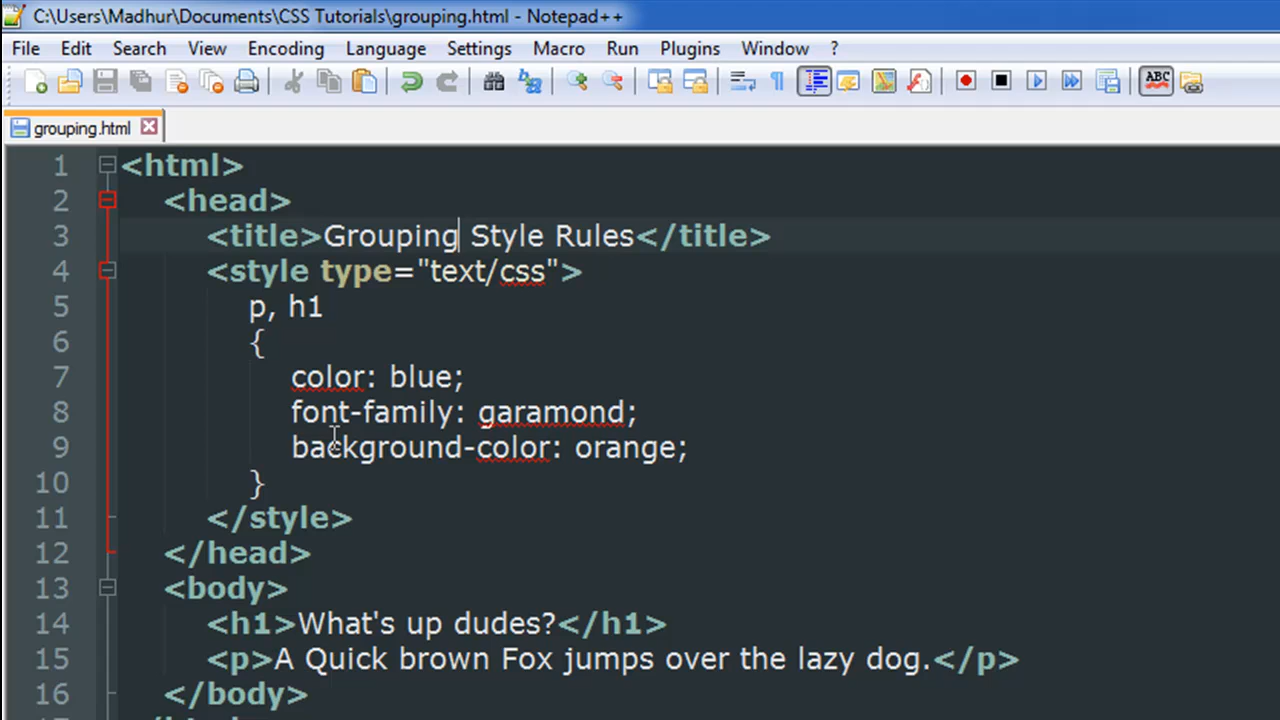 C:\Users\Madhur\Documents\CSS Tutorials\grouping.html - Notepad++
File Edit Search View Encoding Language Settings Macro Run Plugins Window ?
ABC
grouping.html
1 <html>
2 <head>
3 <title>Grouping Style Rules</title>
4 <style type="text/css">
5 p, h1
6 {
7 color: blue;
8 font-family: garamond;
9 background-color: orange;
10 }
11 </style>
12 </head>
13 <body>
14 <h1>What's up dudes?</h1>
15 <p>A Quick brown Fox jumps over the lazy dog.</p>
16 </body>